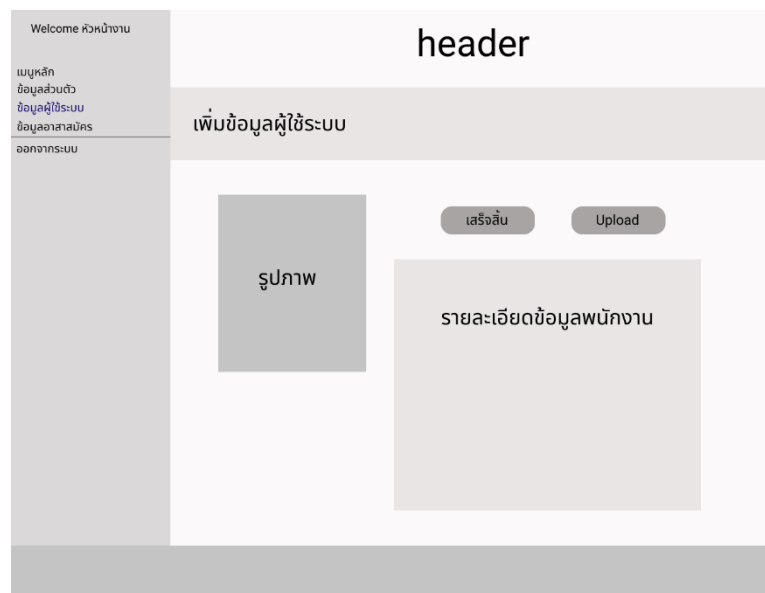 Welcome หัวหน้างาน
เมนูหลัก
ข้อมูลส่วนตัว
ข้อมูลผู้ใช้ระบบ
ข้อมูลอาสาสมัคร
ออกจากระบบ
header
เพิ่มข้อมูลผู้ใช้ระบบ
เสร็จสิ้น Upload
รูปภาพ
รายละเอียดข้อมูลพนักงาน